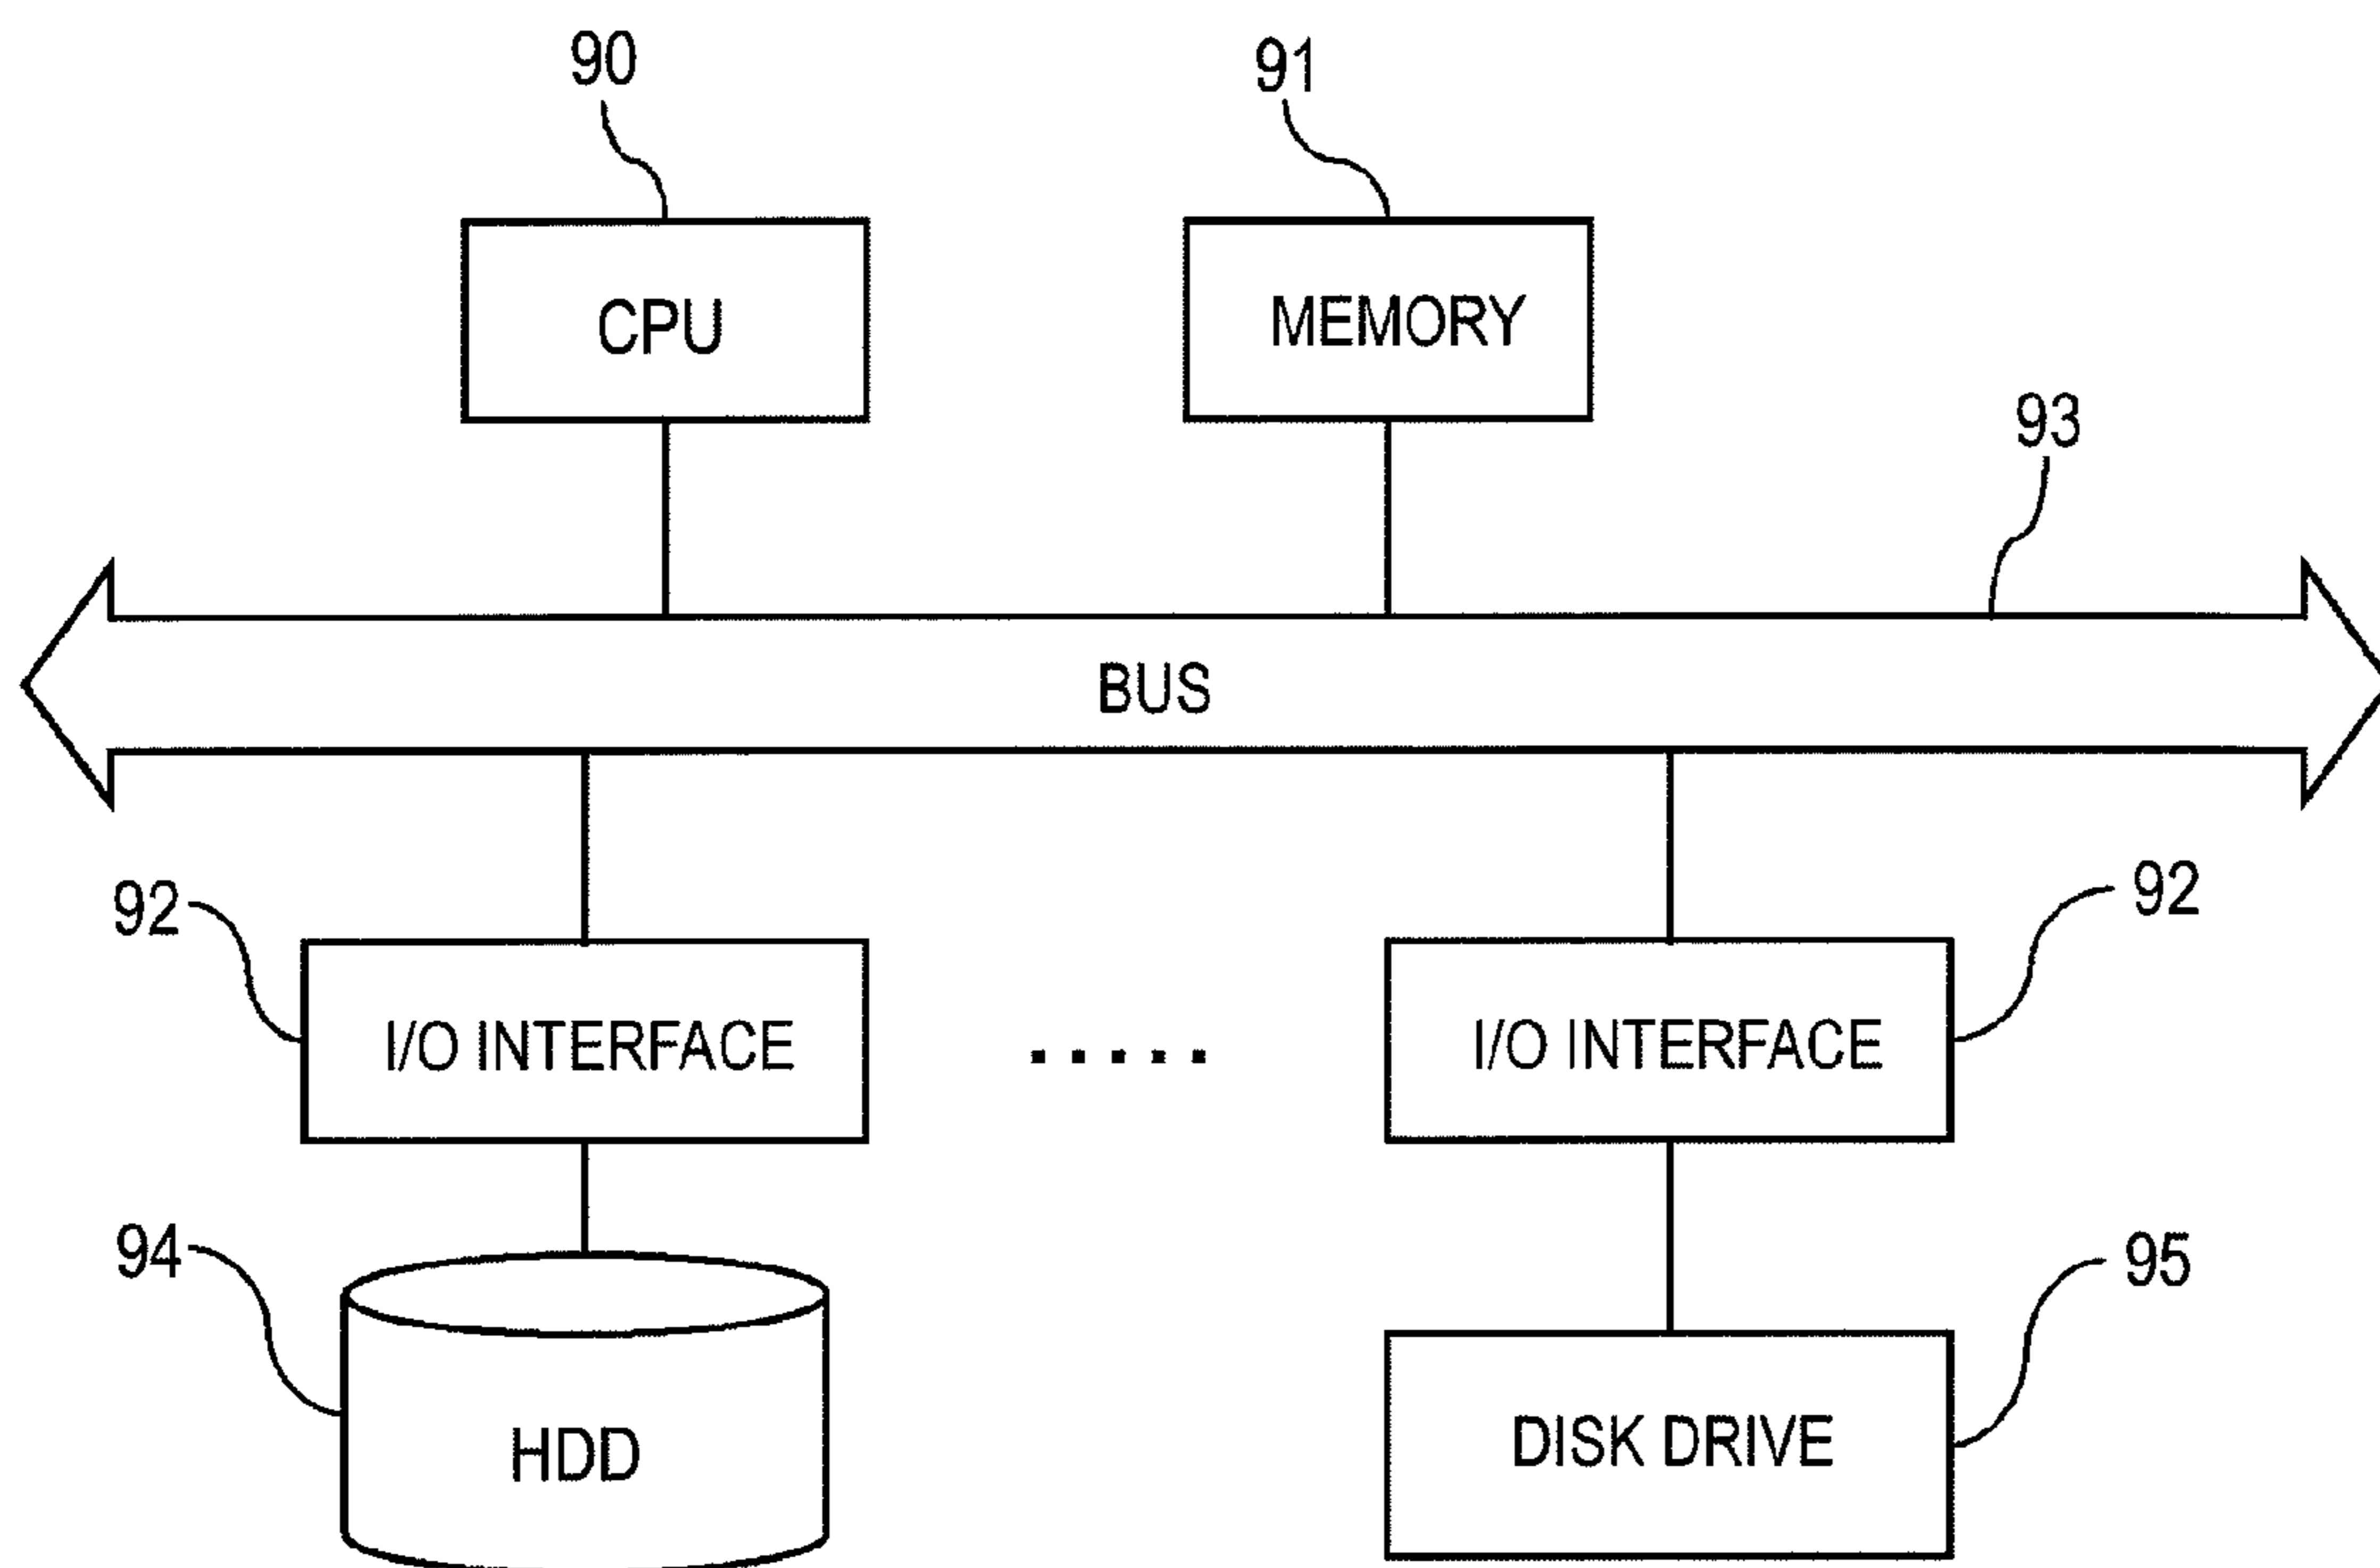 90
91
CPU
MEMORY
93
BUS
92
92
I/O INTERFACE
.....
I/O INTERFACE
94
95
HDD
DISK DRIVE